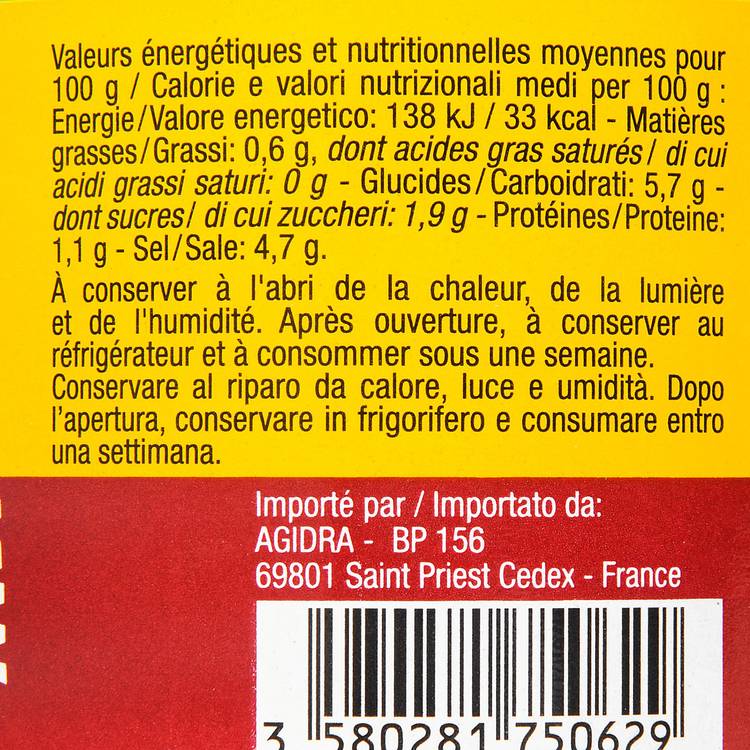 Valeurs énergétiques et nutritionnelles moyennes pour
100 g / Calorie e valori nutrizionali medi per 100 g :
Energie/Valore energetico: 138 kJ / 33 kcal - Matières
grasses/Grassi: 0,6 g, dont acides gras saturés/ di cui
acidi grassi saturi: 0 g - Glucides/Carboidrati: 5,7 g -
dont sucres/ di cui zuccheri: 1,9 g - Protéines/Proteine:
1,1 g - Sel/Sale: 4,7 g.
À conserver à l'abri de la chaleur, de la lumière
et de l'humidité. Après ouverture, à conserver au
réfrigérateur et à consommer sous une semaine.
Conservare al riparo da calore, luce e umidità. Dopo
l'apertura, conservare in frigorifero e consumare entro
una settimana.
Importé par / Importato da:
AGIDRA - BP 156
69801 Saint Priest Cedex - France
3 580281 750629